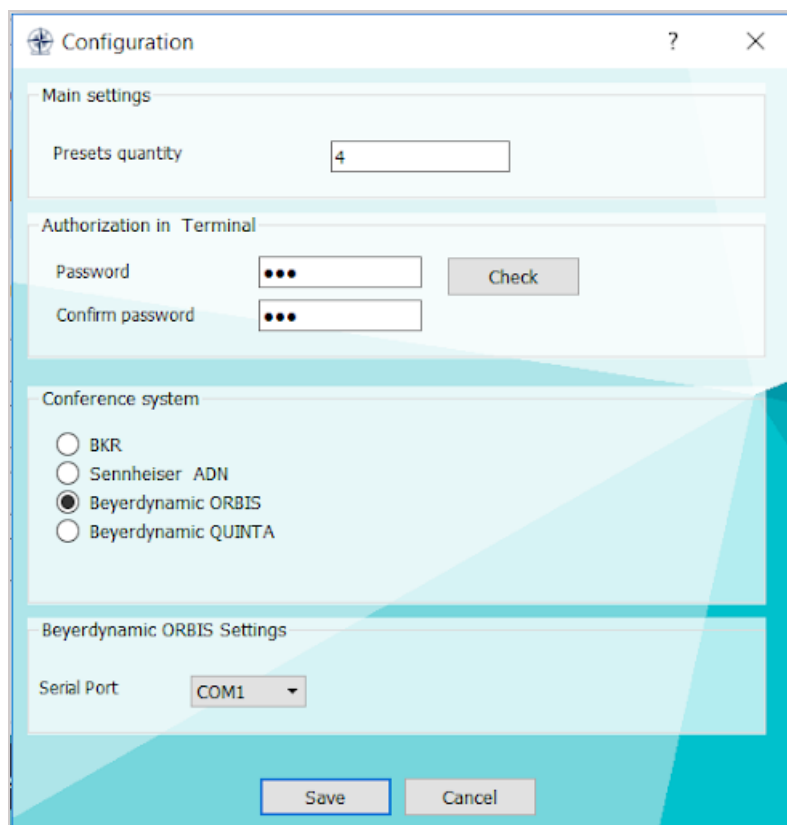 Configuration ? ×
Main settings
Presets quantity 4
Authorization in Terminal
Password ●●● Check
Confirm password ●●●
Conference system
BKR
Sennheiser ADN
Beyerdynamic ORBIS
Beyerdynamic QUINTA
Beyerdynamic ORBIS Settings
Serial Port COM1
Save Cancel